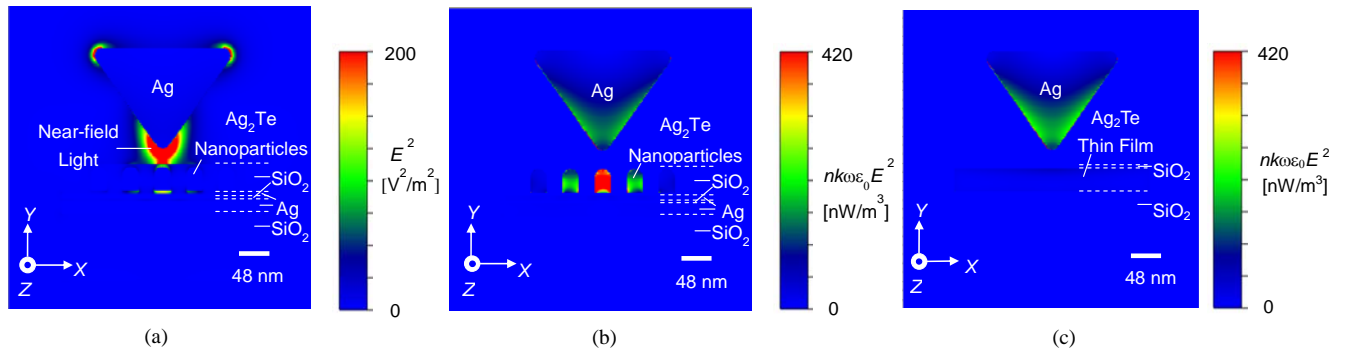 200
Ag
Ag₂Te
Near-field
Light
Nanoparticles
E²
[V²/m²]
SiO₂
Ag
SiO₂
Y
X
Z
48 nm
0
(a)
420
Ag
Ag₂Te
Nanoparticles
SiO₂
Ag
SiO₂
nkωε₀E²
[nW/m³]
Y
X
Z
48 nm
0
(b)
420
Ag
Ag₂Te
Thin Film
SiO₂
SiO₂
nkωε₀E²
[nW/m³]
Y
X
Z
48 nm
0
(c)